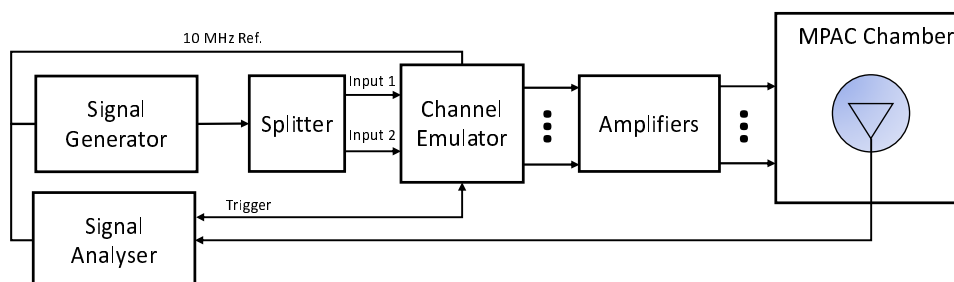 10 MHz Ref.
MPAC Chamber
Signal
Generator
Splitter
Input 1
Input 2
Channel
Emulator
Amplifiers
Trigger
Signal
Analyser